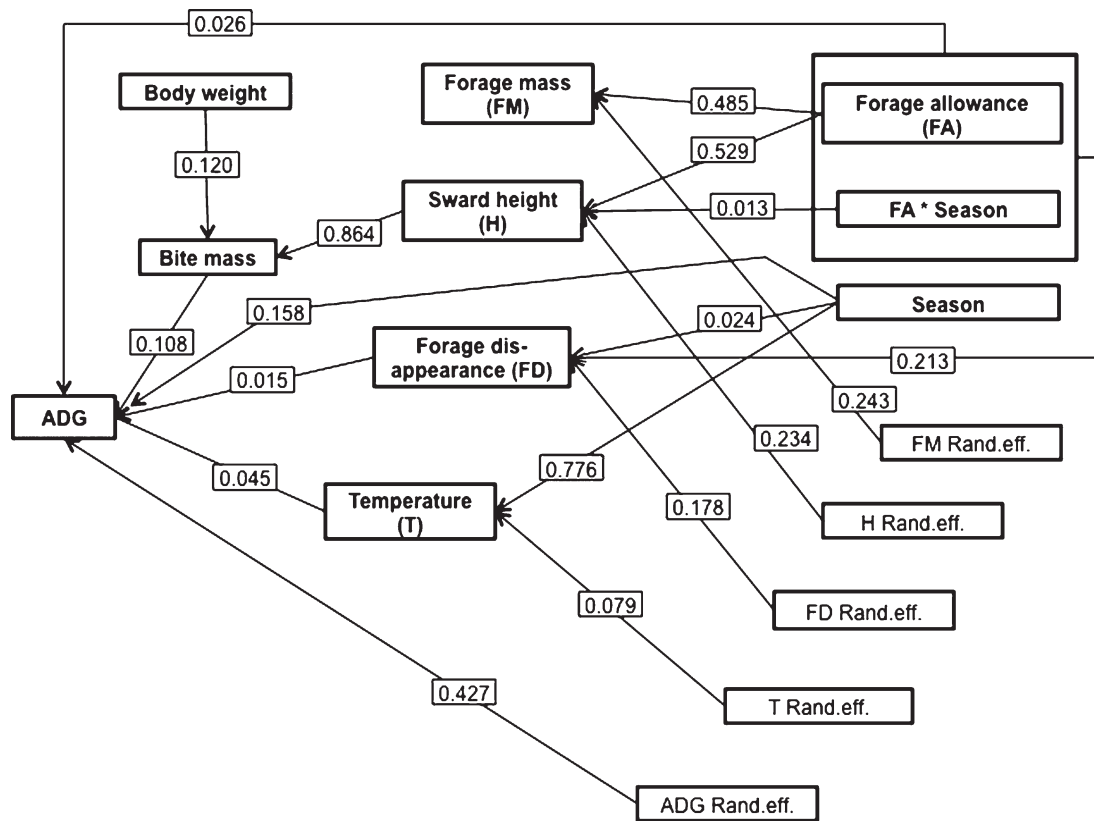 0.026
Body weight
Forage mass
(FM)
0.485
Forage allowance
(FA)
0.120
0.529
Sward height
(H)
0.013
FA * Season
0.864
Bite mass
0.158
Season
0.024
0.108
Forage dis-
appearance (FD)
0.213
0.015
ADG
0.243
0.234
FM Rand.eff.
0.045
0.776
Temperature
(T)
0.178
H Rand.eff.
0.079
FD Rand.eff.
0.427
T Rand.eff.
ADG Rand.eff.